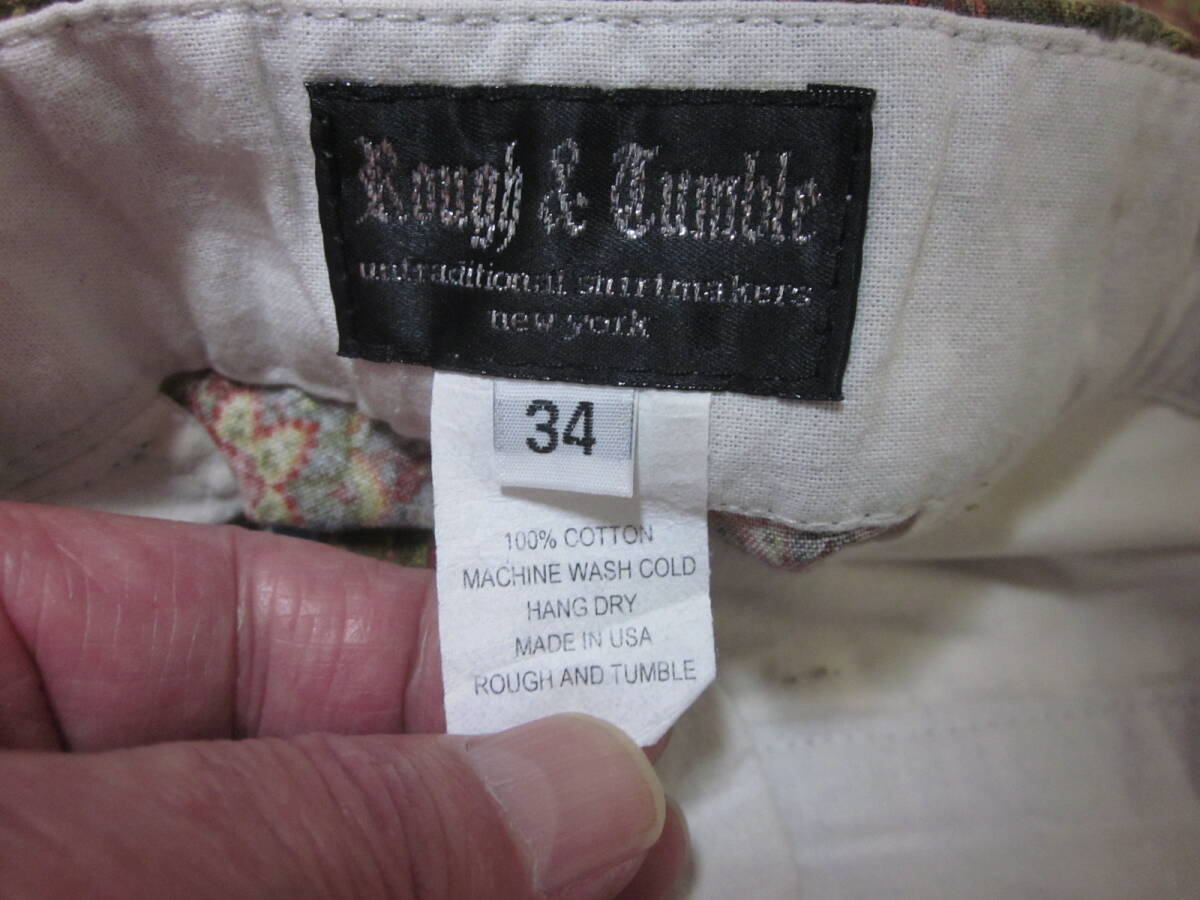 Rough & Tumble
untraditional shirtmakers
new york
34
100% COTTON
MACHINE WASH COLD
HANG DRY
MADE IN USA
ROUGH AND TUMBLE